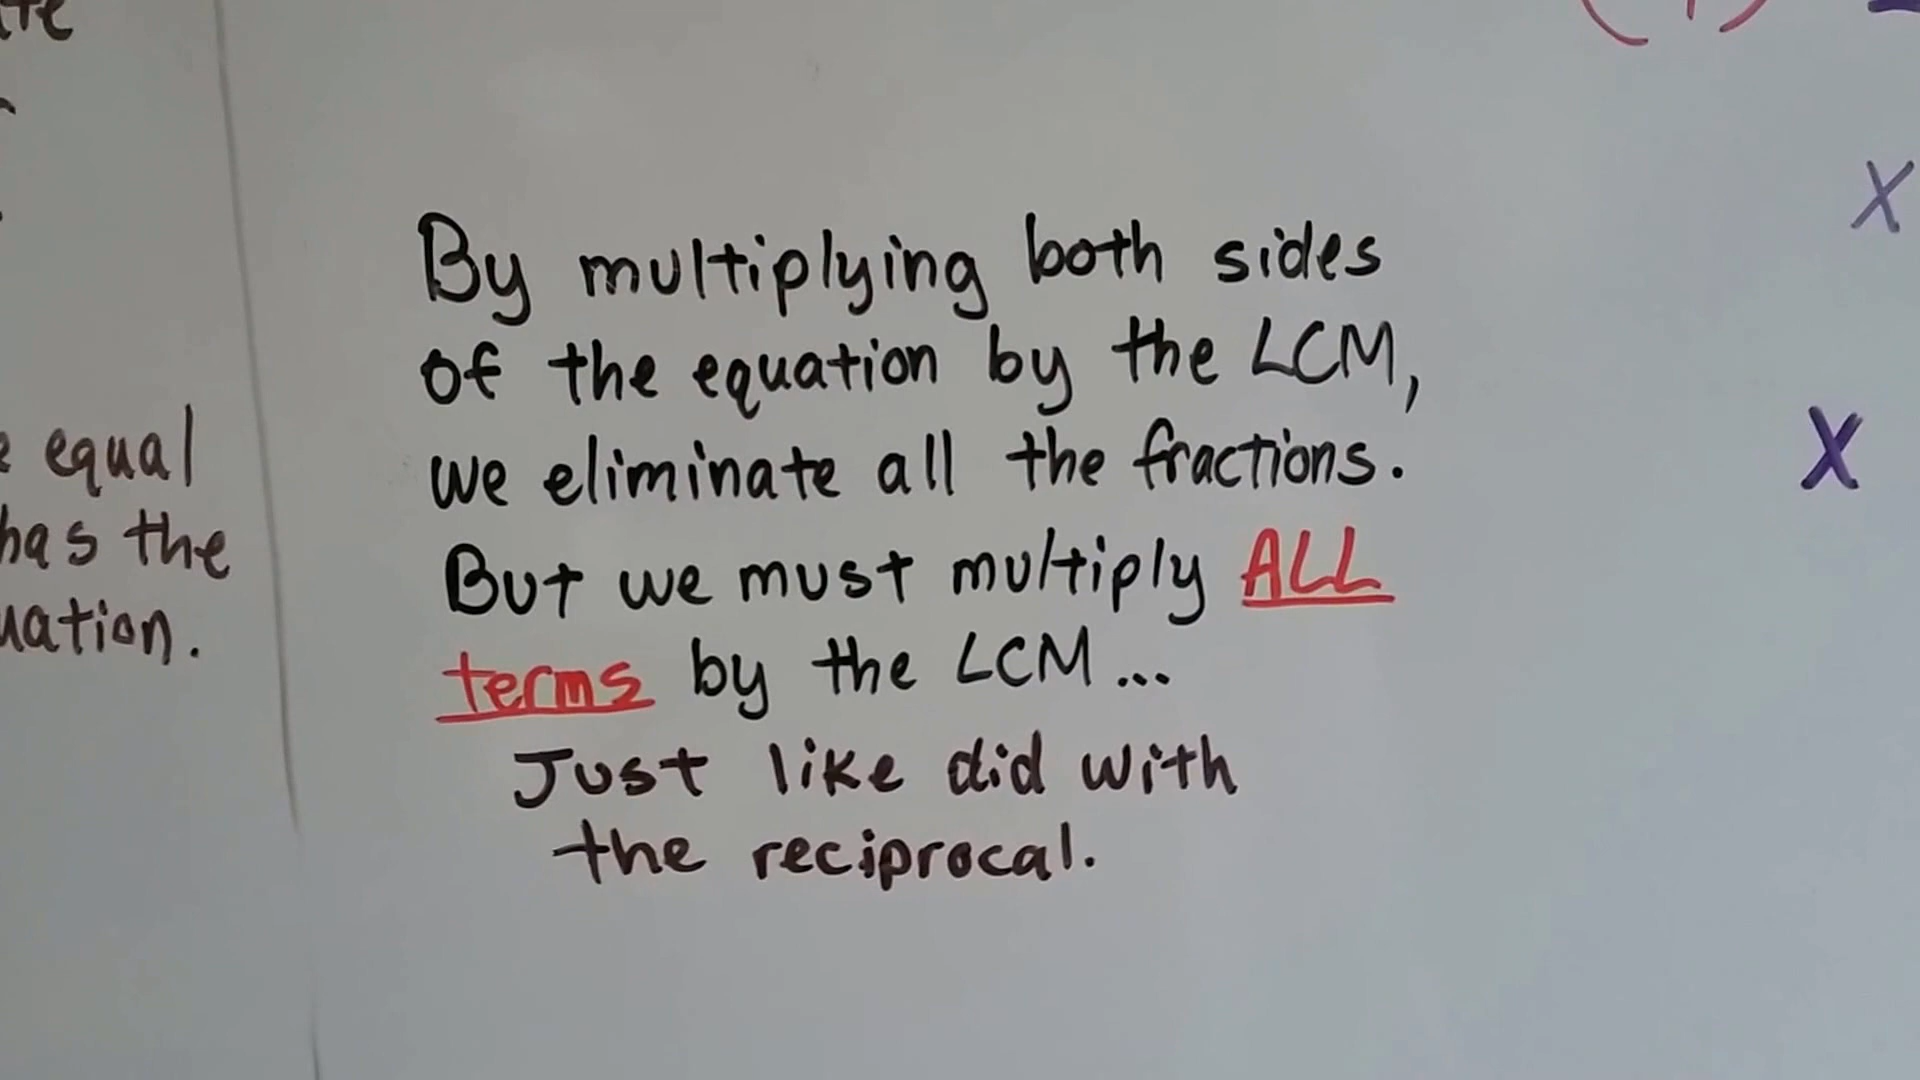 equal
has the
By multiplying both sides
of the equation by the LCM,
we eliminate all the fractions.
But we must multiply ALL
terms by the LCM...
Just like did with
the reciprocal.
X
X